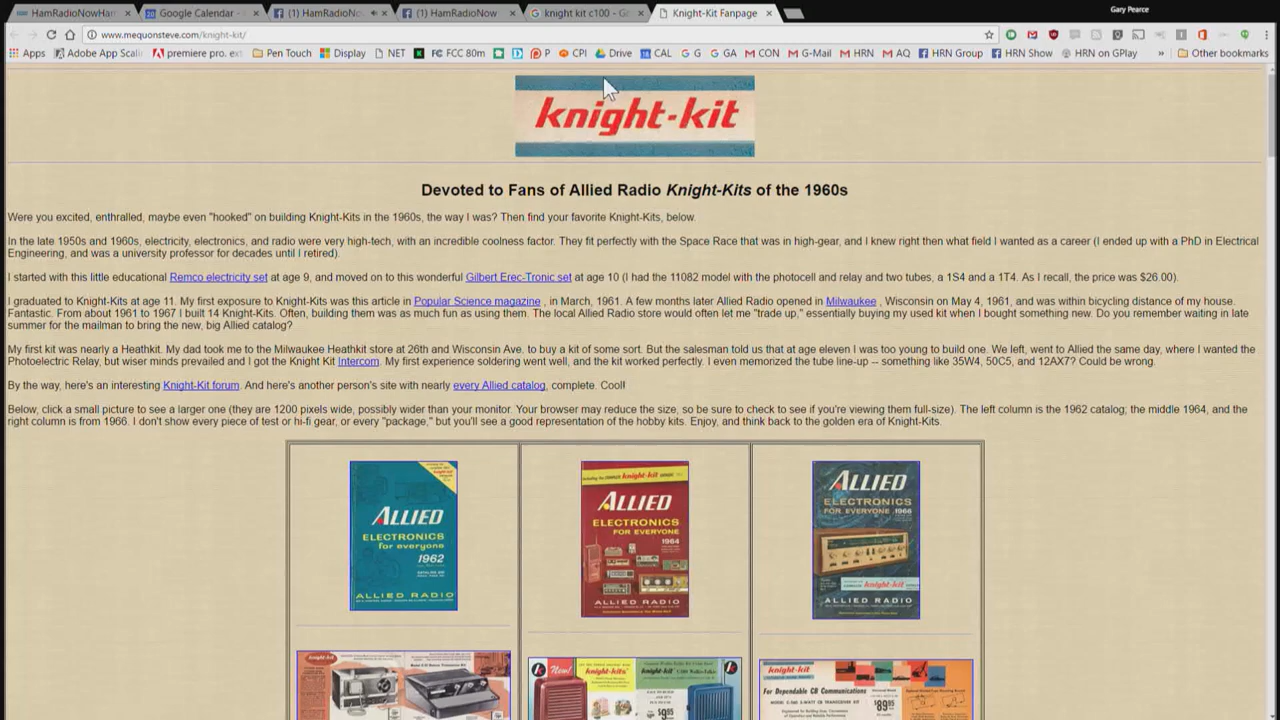 Gary Pearce
HamRadioNowHam
Google Calendar -
(1) HamRadioNo
(1) HamRadioNow
knight kit c100 - G
Knight-Kit Fanpage
www.mequonsteve.com/knight-kit/
Apps
Adobe App Scali
premiere pro. ext
Pen Touch
Display
NET
FCC 80m
P
CPI
Drive
CAL
G
GA
CON
G-Mail
HRN
AQ
HRN Group
HRN Show
HRN on GPlay
»
Other bookmarks
knight-kit
Devoted to Fans of Allied Radio Knight-Kits of the 1960s
Were you excited, enthralled, maybe even "hooked" on building Knight-Kits in the 1960s, the way I was? Then find your favorite Knight-Kits, below.
In the late 1950s and 1960s, electricity, electronics, and radio were very high-tech, with an incredible coolness factor. They fit perfectly with the Space Race that was in high-gear, and I knew right then what field I wanted as a career (I ended up with a PhD in Electrical
Engineering, and was a university professor for decades until I retired).
I started with this little educational Remco electricity set at age 9, and moved on to this wonderful Gilbert Erec-Tronic set at age 10 (I had the 11082 model with the photocell and relay and two tubes, a 1S4 and a 1T4. As I recall, the price was $26.00).
I graduated to Knight-Kits at age 11. My first exposure to Knight-Kits was this article in Popular Science magazine , in March, 1961. A few months later Allied Radio opened in Milwaukee , Wisconsin on May 4, 1961, and was within bicycling distance of my house.
Fantastic. From about 1961 to 1967 I built 14 Knight-Kits. Often, building them was as much fun as using them. The local Allied Radio store would often let me "trade up," essentially buying my used kit when I bought something new. Do you remember waiting in late
summer for the mailman to bring the new, big Allied catalog?
My first kit was nearly a Heathkit. My dad took me to the Milwaukee Heathkit store at 26th and Wisconsin Ave. to buy a kit of some sort. But the salesman told us that at age eleven I was too young to build one. We left, went to Allied the same day, where I wanted the
Photoelectric Relay, but wiser minds prevailed and I got the Knight Kit Intercom. My first experience soldering went well, and the kit worked perfectly. I even memorized the tube line-up -- something like 35W4, 50C5, and 12AX7? Could be wrong.
By the way, here's an interesting Knight-Kit forum. And here's another person's site with nearly every Allied catalog, complete. Cool!
Below, click a small picture to see a larger one (they are 1200 pixels wide, possibly wider than your monitor. Your browser may reduce the size, so be sure to check to see if you're viewing them full-size). The left column is the 1962 catalog; the middle 1964, and the
right column is from 1966. I don't show every piece of test or hi-fi gear, or every "package," but you'll see a good representation of the hobby kits. Enjoy, and think back to the golden era of Knight-Kits.
ALLIED
ELECTRONICS
for everyone
1962
ALLIED RADIO
knight-kit
ALLIED
ELECTRONICS
FOR EVERYONE
1964
ALLIED RADIO
ALLIED
ELECTRONICS
FOR EVERYONE 1966
knight-kit
ALLIED RADIO
knight-kit
New!
knight-kits
knight-kit
$9.95
knight-kit
For Dependable CB Communications
$89.95